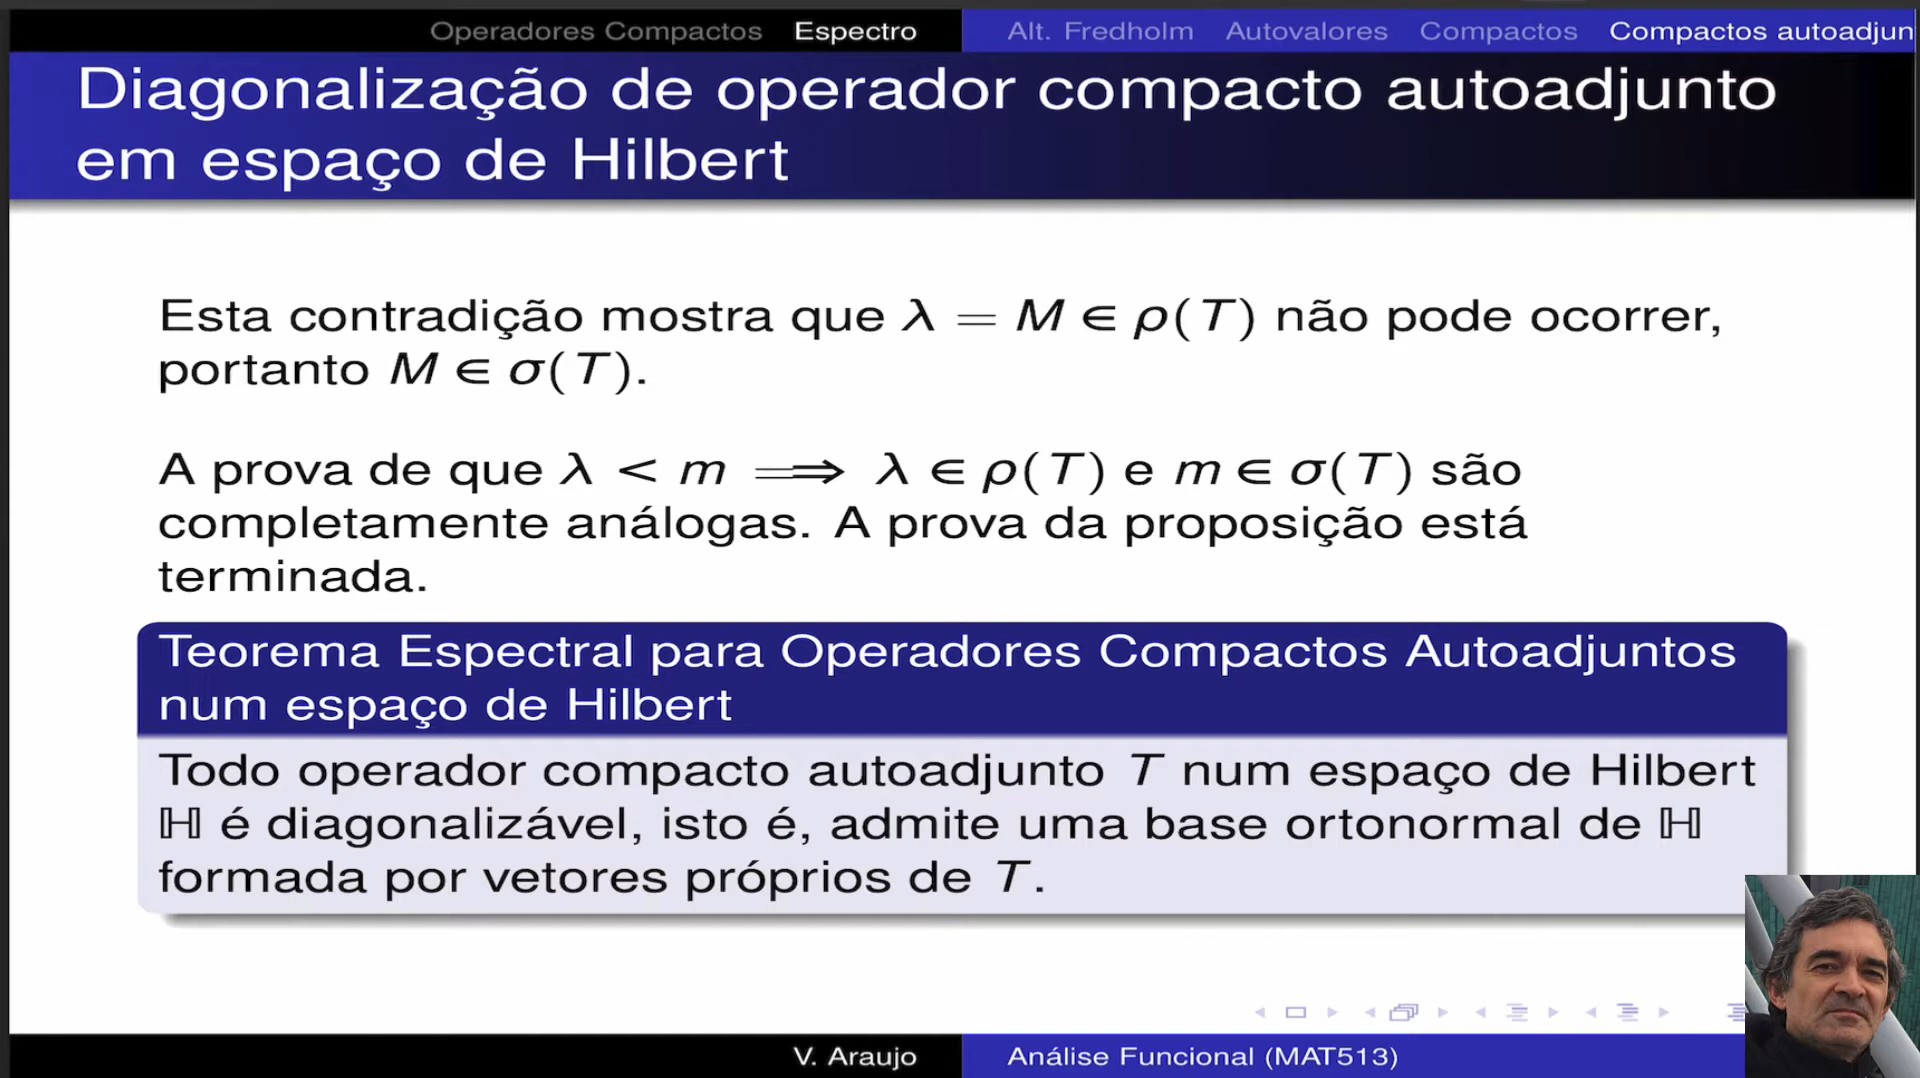 Operadores Compactos Espectro Alt. Fredholm Autovalores Compactos Compactos autoadjun
Diagonalização de operador compacto autoadjunto
em espaço de Hilbert
Esta contradição mostra que λ = M ∈ ρ(T) não pode ocorrer,
portanto M ∈ σ(T).
A prova de que λ < m ⟹ λ ∈ ρ(T) e m ∈ σ(T) são
completamente análogas. A prova da proposição está
terminada.
Teorema Espectral para Operadores Compactos Autoadjuntos
num espaço de Hilbert
Todo operador compacto autoadjunto T num espaço de Hilbert
ℍ é diagonalizável, isto é, admite uma base ortonormal de ℍ
formada por vetores próprios de T.
V. Araujo Análise Funcional (MAT513)